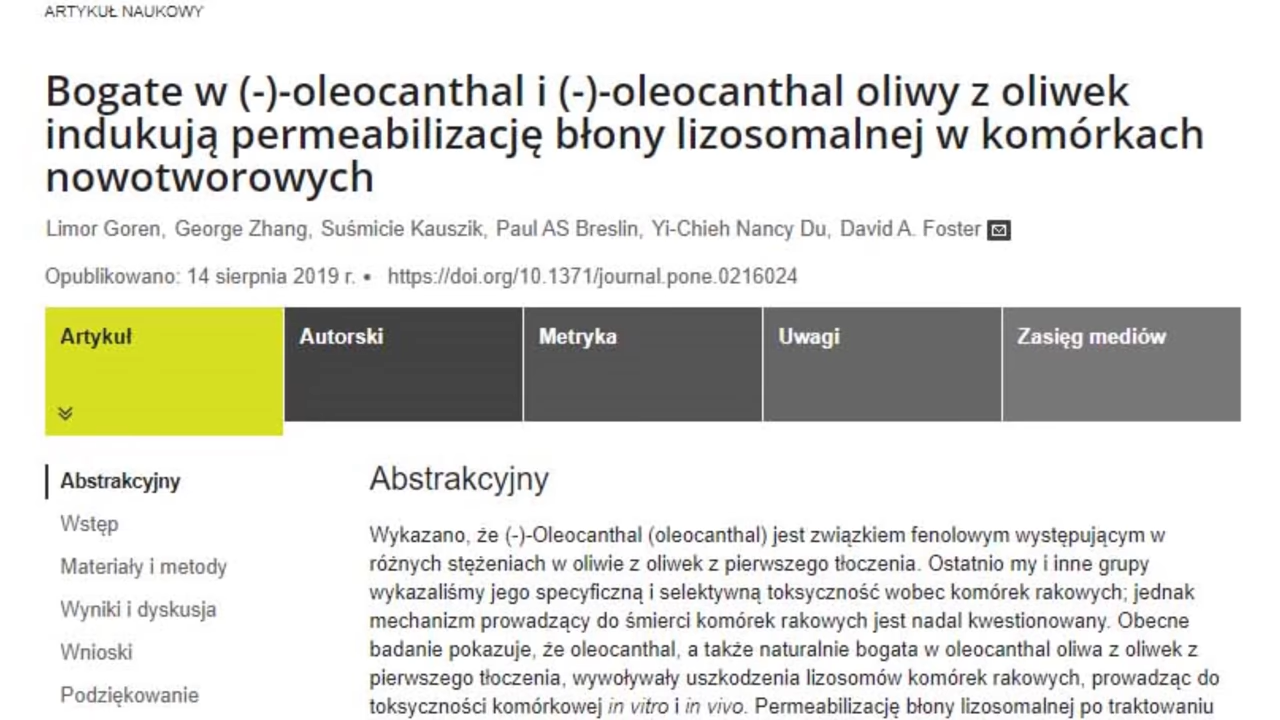 ARTYKUŁ NAUKOWY
Bogate w (-)-oleocanthal i (-)-oleocanthal oliwy z oliwek
indukują permeabilizację błony lizosomalnej w komórkach
nowotworowych
Limor Goren, George Zhang, Suśmicie Kauszik, Paul AS Breslin, Yi-Chieh Nancy Du, David A. Foster
Opublikowano: 14 sierpnia 2019 r. • https://doi.org/10.1371/journal.pone.0216024
Artykuł Autorski Metryka Uwagi Zasięg mediów
Abstrakcyjny
Wstęp
Materiały i metody
Wyniki i dyskusja
Wnioski
Podziękowanie
Abstrakcyjny
Wykazano, że (-)-Oleocanthal (oleocanthal) jest związkiem fenolowym występującym w
różnych stężeniach w oliwie z oliwek z pierwszego tłoczenia. Ostatnio my i inne grupy
wykazaliśmy jego specyficzną i selektywną toksyczność wobec komórek rakowych; jednak
mechanizm prowadzący do śmierci komórek rakowych jest nadal kwestionowany. Obecne
badanie pokazuje, że oleocanthal, a także naturalnie bogata w oleocanthal oliwa z oliwek z
pierwszego tłoczenia, wywoływały uszkodzenia lizosomów komórek rakowych, prowadząc do
toksyczności komórkowej in vitro i in vivo. Permeabilizację błony lizosomalnej po traktowaniu